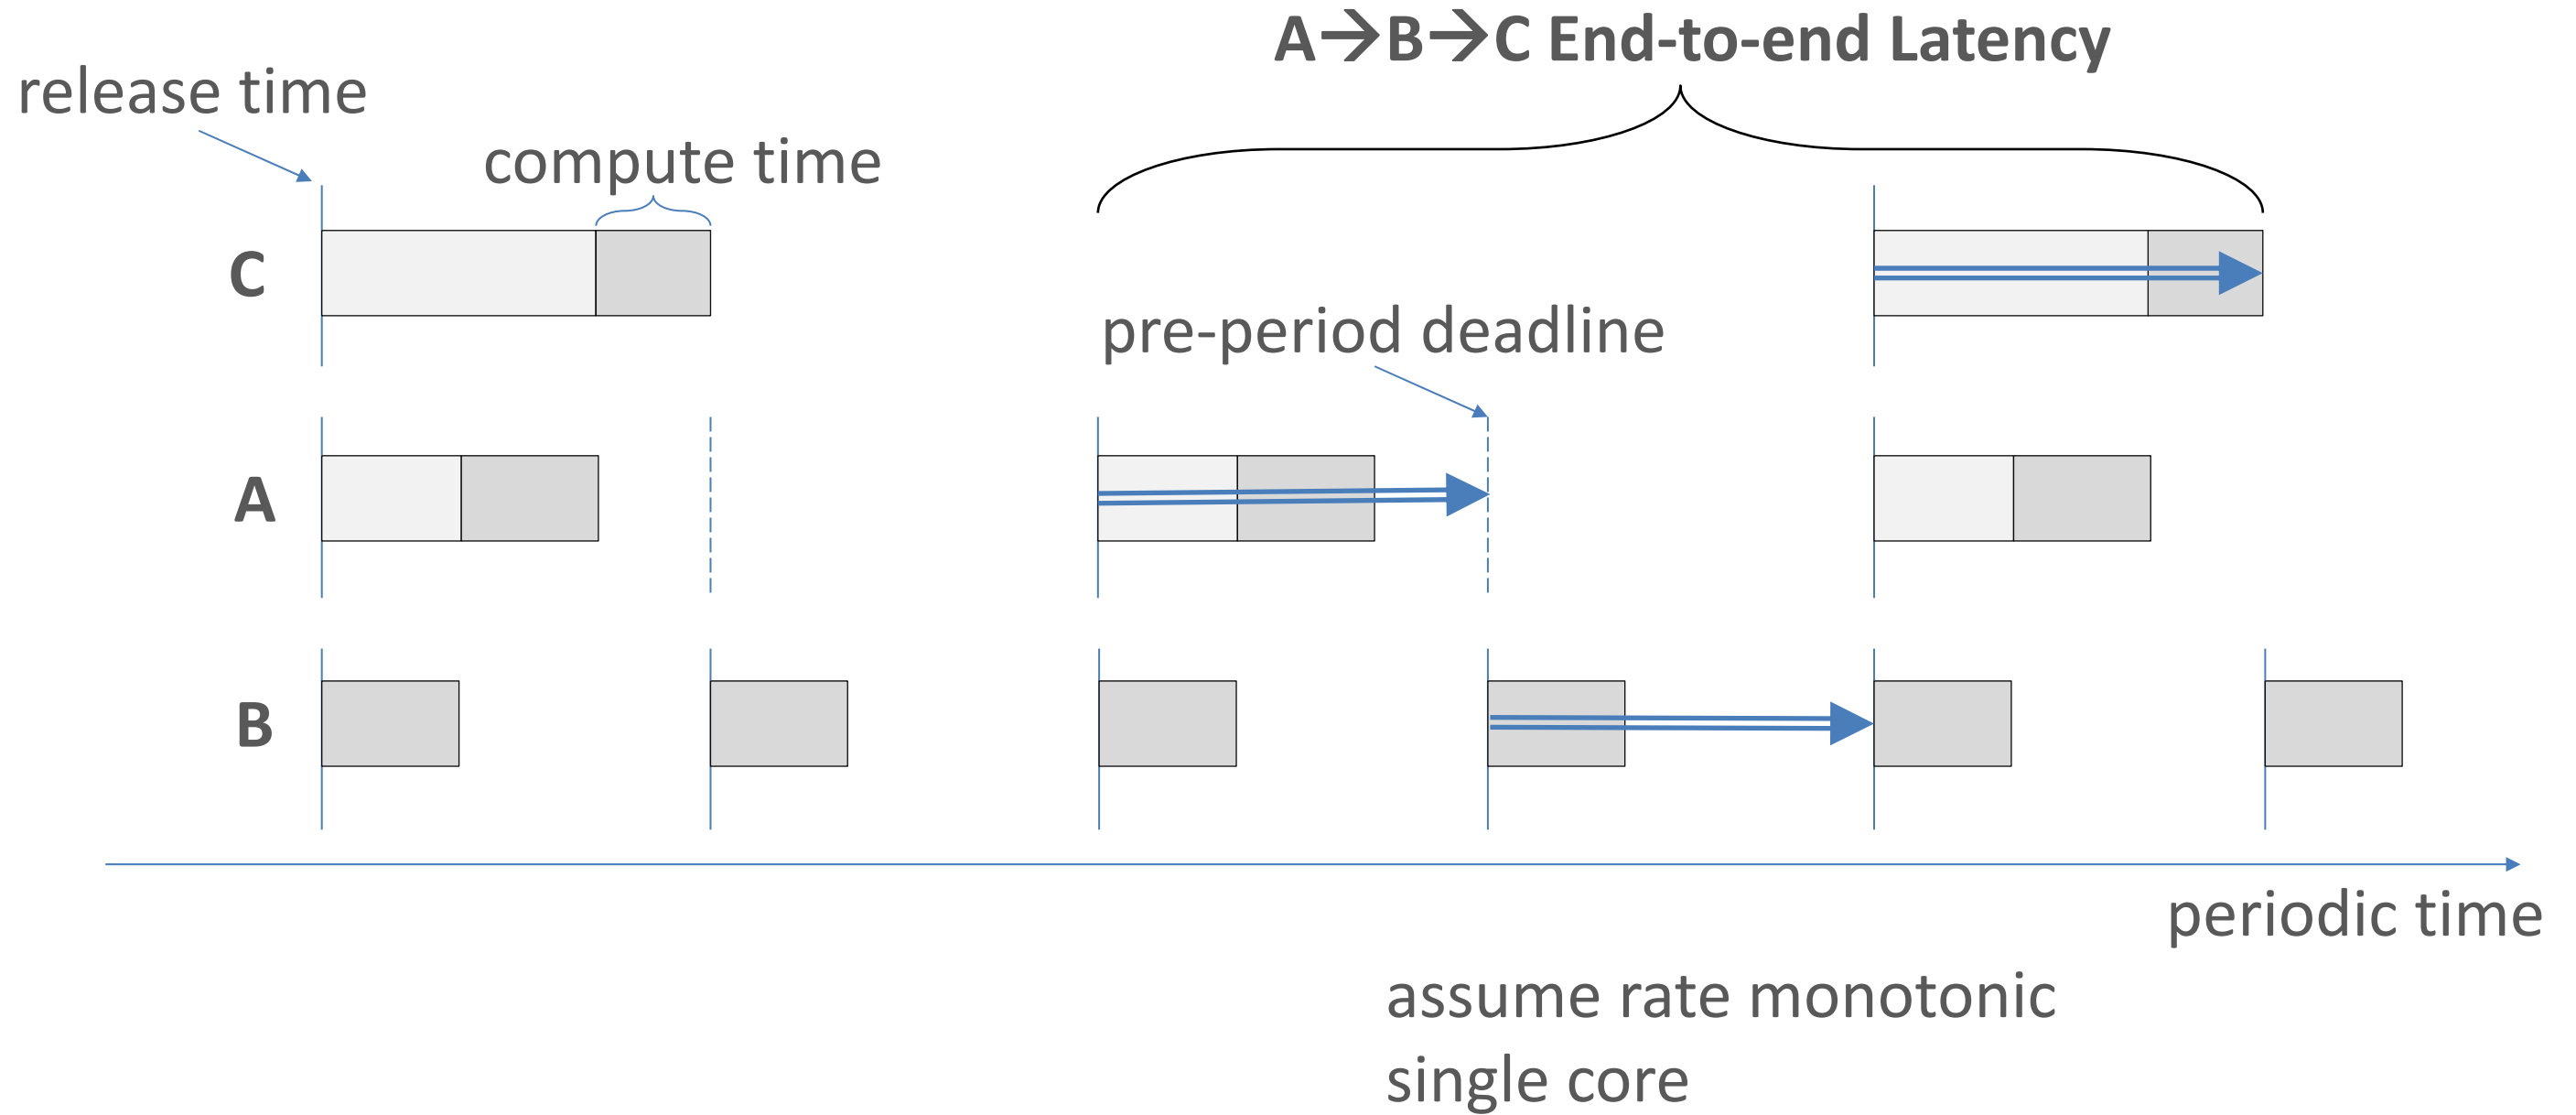 A→B→C End-to-end Latency
release time
compute time
C
pre-period deadline
A
B
periodic time
assume rate monotonic
single core